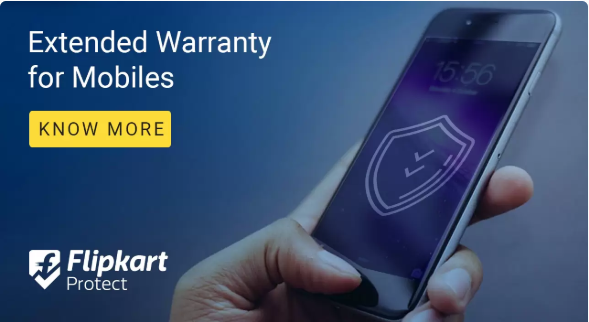 Extended Warranty
for Mobiles
KNOW MORE
15:56
Flipkart
Protect